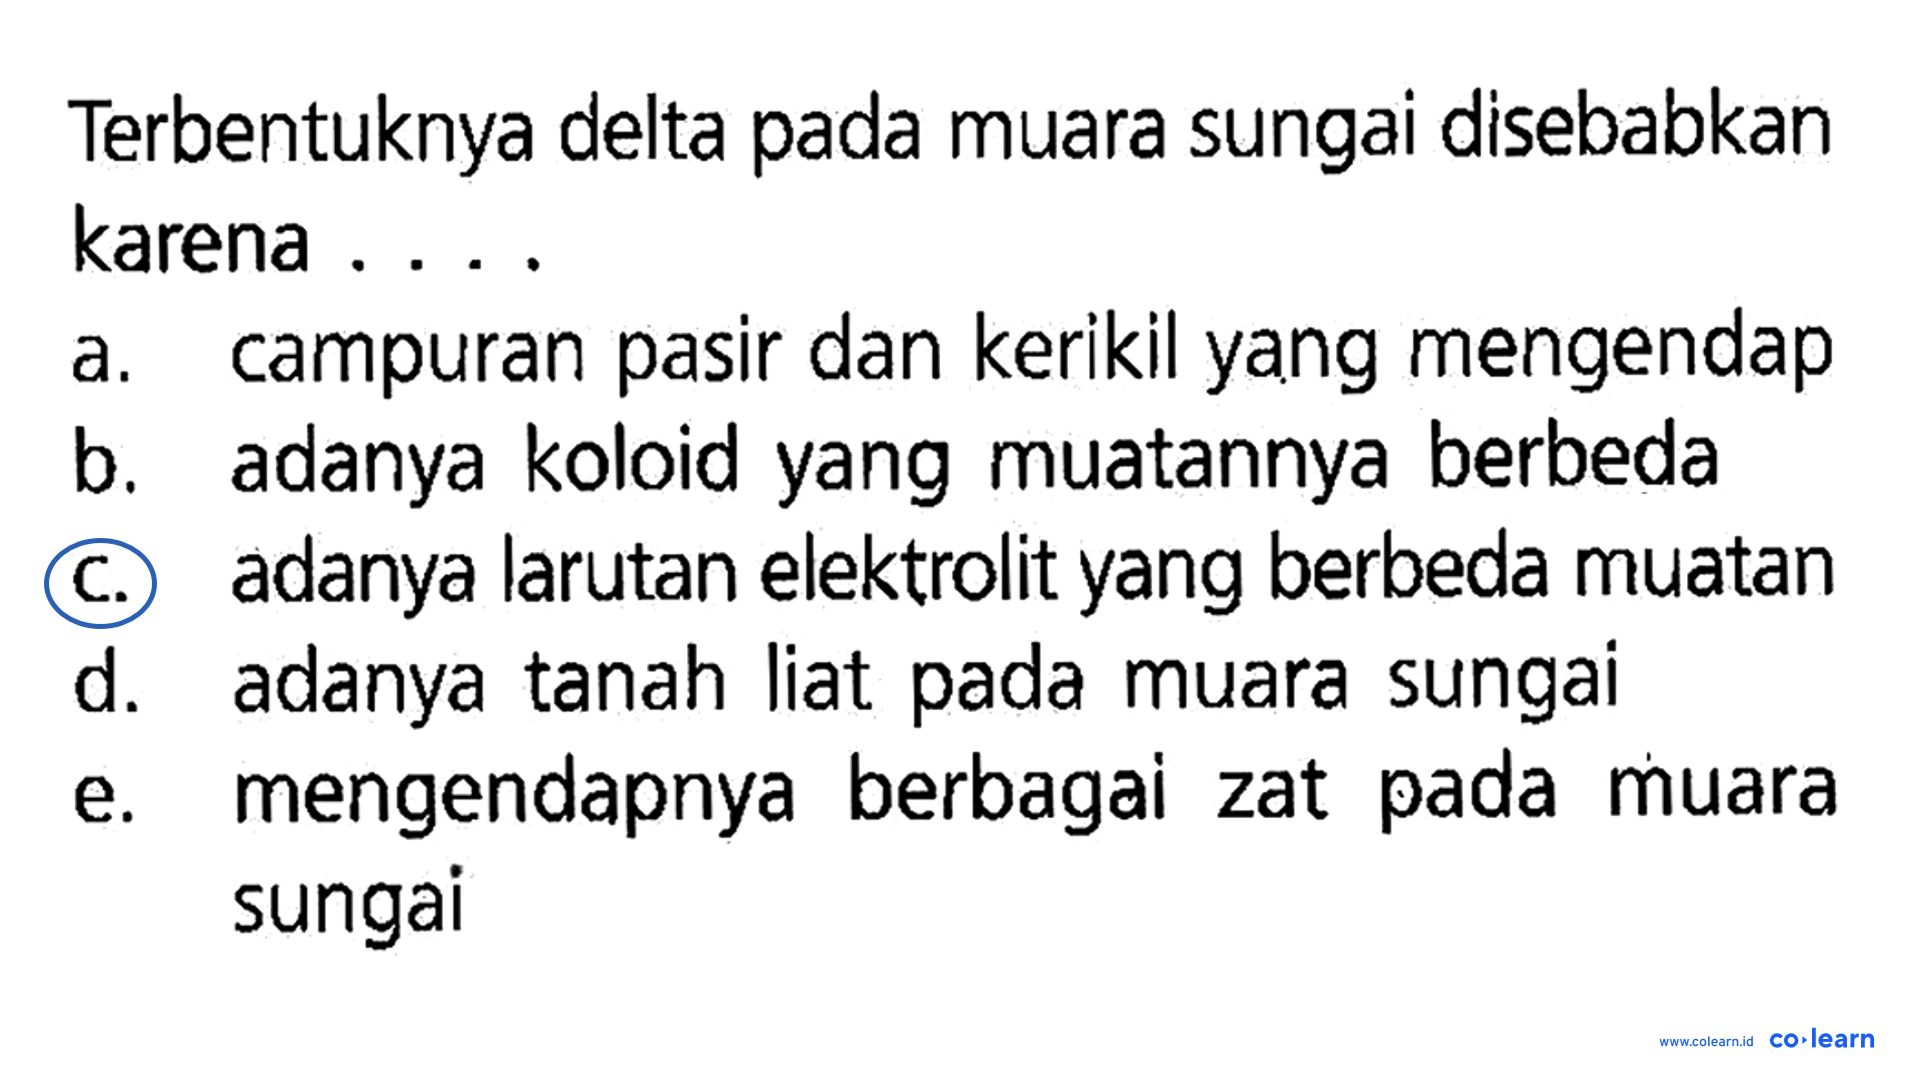 Terbentuknya delta pada muara sungai disebabkan
karena . . . .
a. campuran pasir dan kerikil yang mengendap
b. adanya koloid yang muatannya berbeda
c. adanya larutan elektrolit yang berbeda muatan
d. adanya tanah liat pada muara sungai
e. mengendapnya berbagai zat pada muara
sungai
www.colearn.id co learn